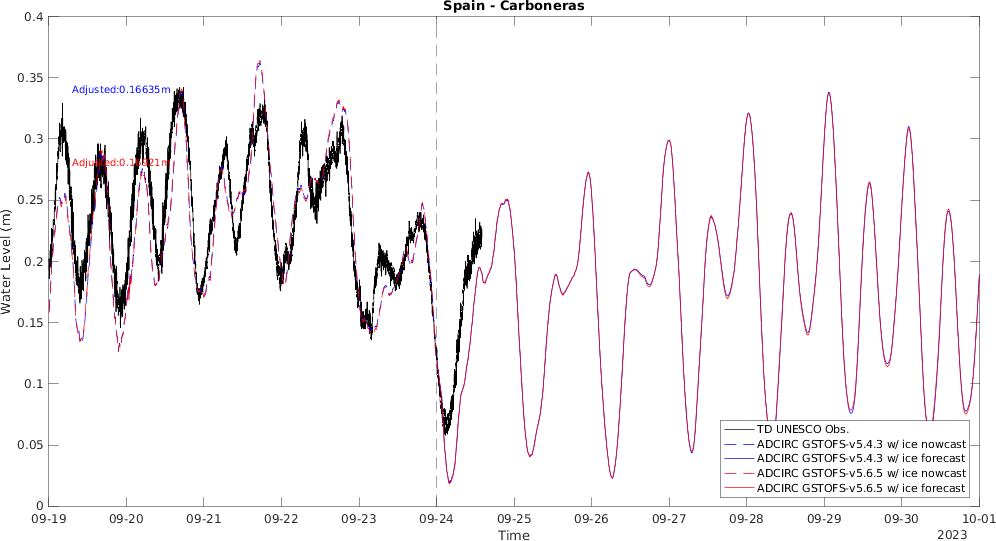 Spain - Carboneras
0.4
0.35
0.3
0.25
0.2
0.15
0.1
0.05
0
Water Level (m)
Adjusted:0.16635m
09-19 09-20 09-21 09-22 09-23 09-24 09-25 09-26 09-27 09-28 09-29 09-30 10-01
Time
2023
TD UNESCO Obs.
ADCIRC GSTOFS-v5.4.3 w/ ice nowcast
ADCIRC GSTOFS-v5.4.3 w/ ice forecast
ADCIRC GSTOFS-v5.6.5 w/ ice nowcast
ADCIRC GSTOFS-v5.6.5 w/ ice forecast